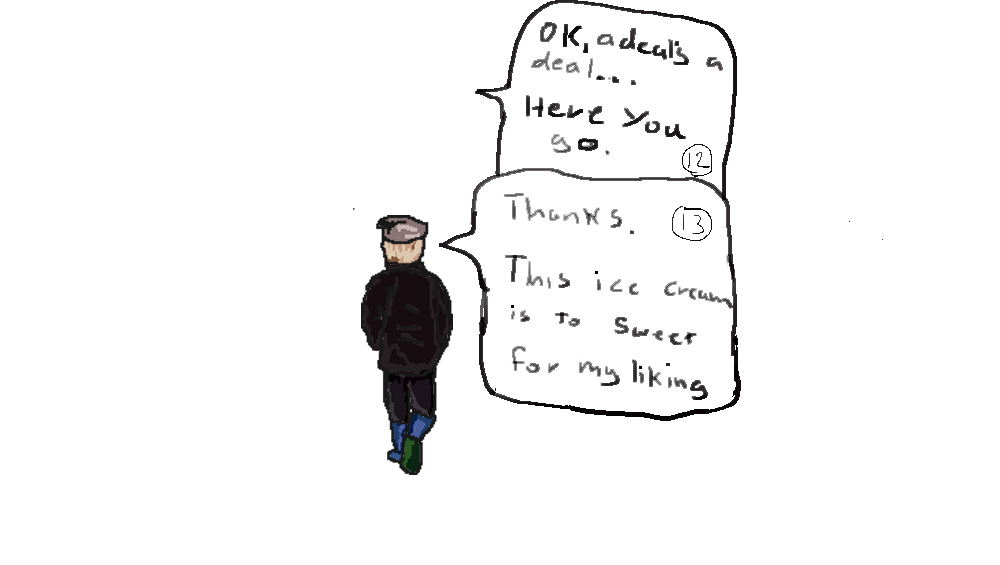 OK, a deal's a
deal...
Here you
go.
12
Thanks.
13
This ice cream
is to sweet
for my liking